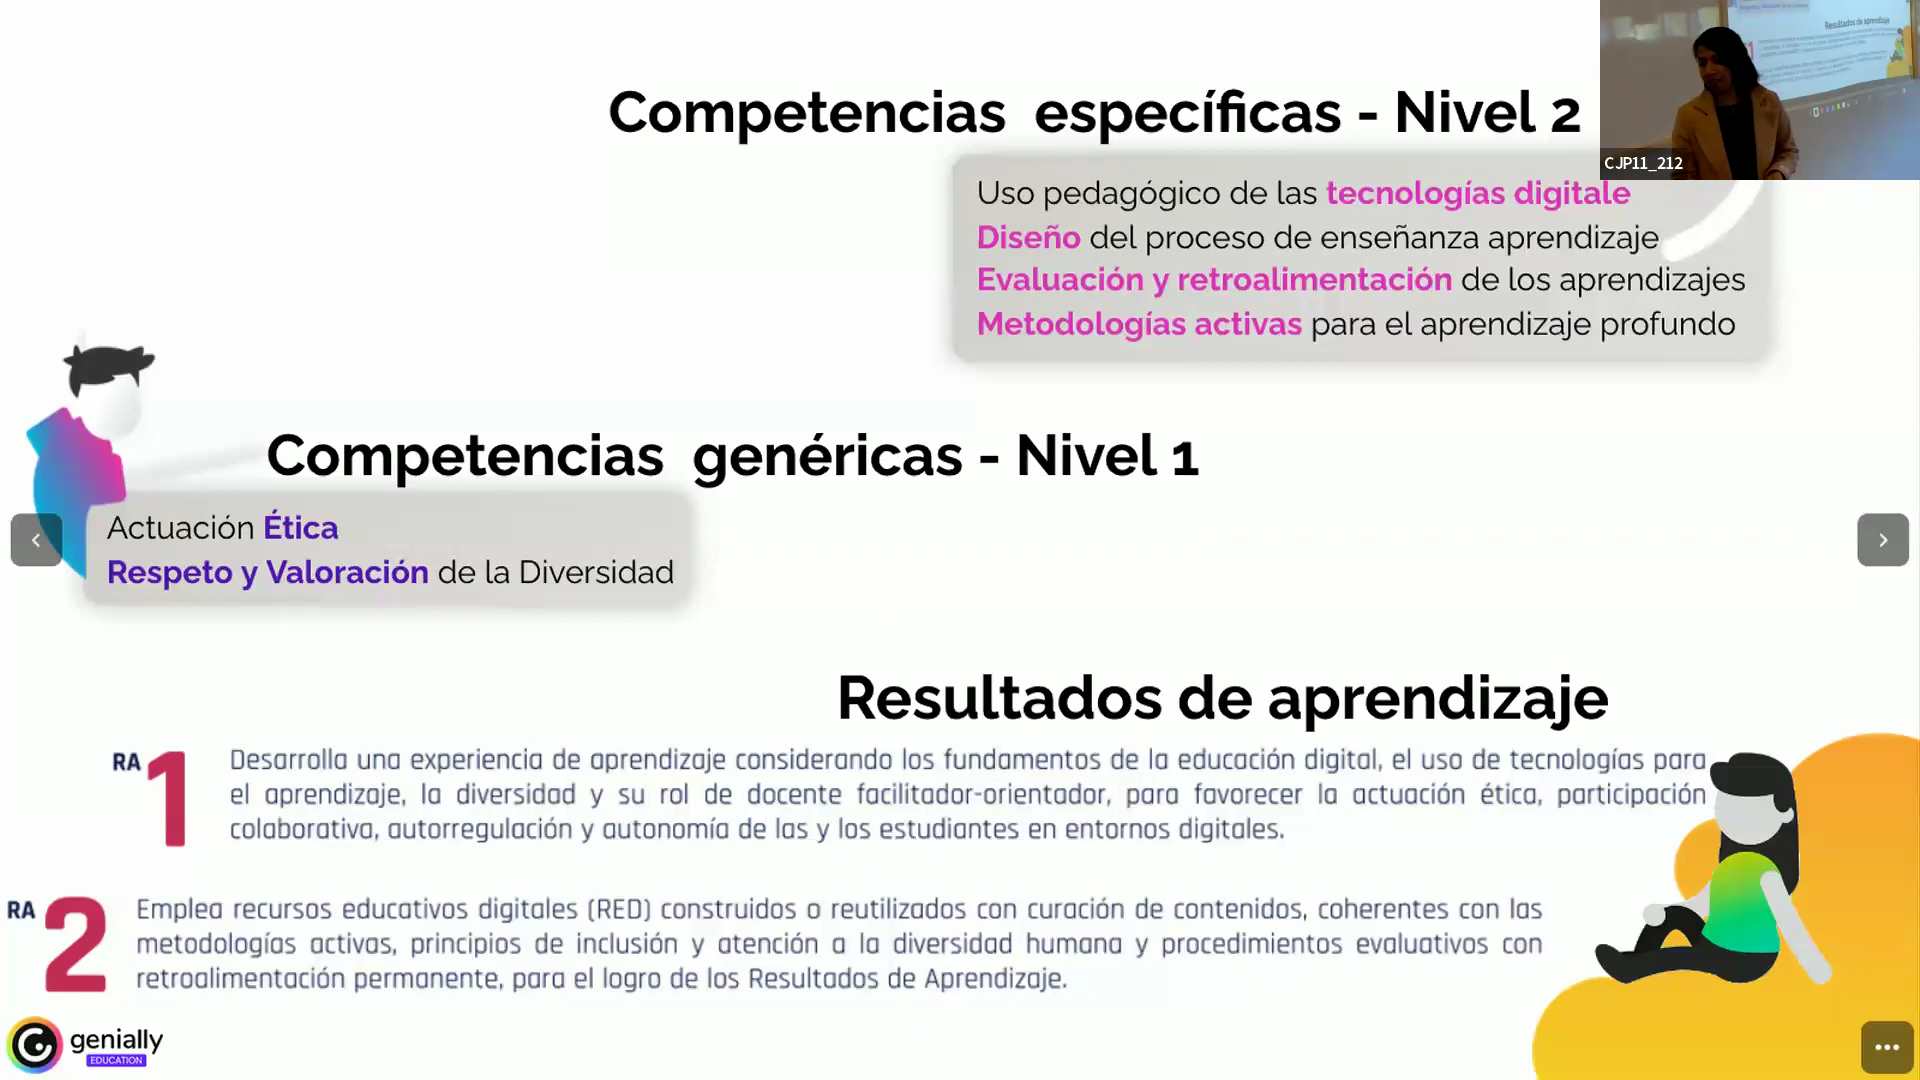 Competencias específicas - Nivel 2
Resultados de aprendizaje
CJP11_212
Uso pedagógico de las tecnologías digitale
Diseño del proceso de enseñanza aprendizaje
Evaluación y retroalimentación de los aprendizajes
Metodologías activas para el aprendizaje profundo
Competencias genéricas - Nivel 1
Actuación Ética
Respeto y Valoración de la Diversidad
Resultados de aprendizaje
RA 1
Desarrolla una experiencia de aprendizaje considerando los fundamentos de la educación digital, el uso de tecnologías para
el aprendizaje, la diversidad y su rol de docente facilitador-orientador, para favorecer la actuación ética, participación
colaborativa, autorregulación y autonomía de las y los estudiantes en entornos digitales.
RA 2
Emplea recursos educativos digitales (RED) construidos o reutilizados con curación de contenidos, coherentes con las
metodologías activas, principios de inclusión y atención a la diversidad humana y procedimientos evaluativos con
retroalimentación permanente, para el logro de los Resultados de Aprendizaje.
genially
EDUCATION